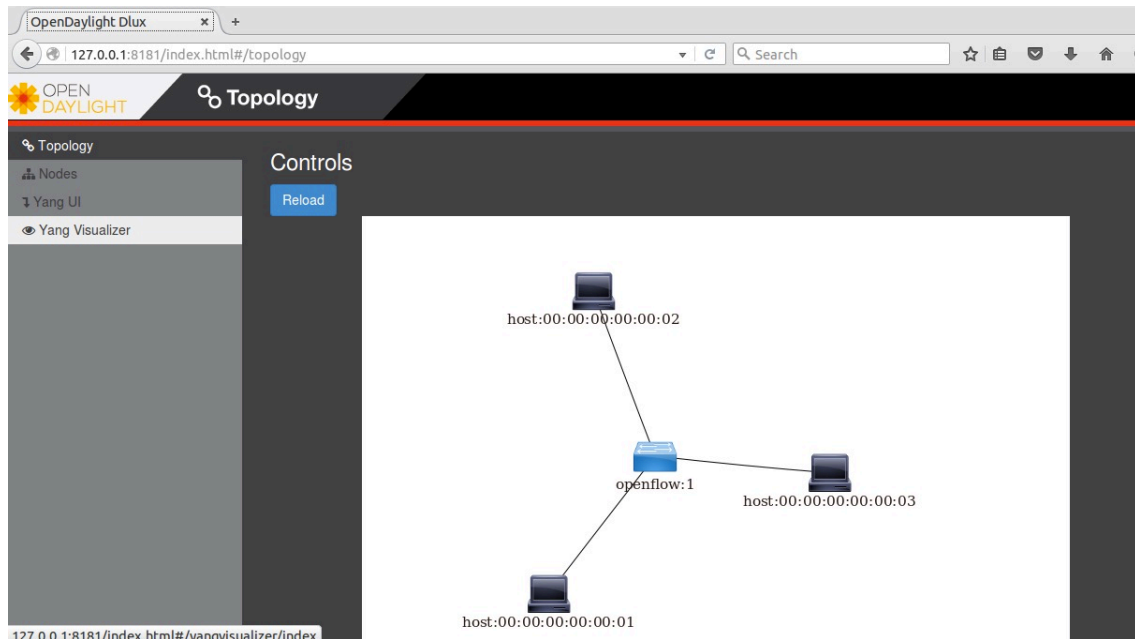 OpenDaylight Dlux × +
127.0.0.1:8181/index.html#/topology Search
OPEN
DAYLIGHT
Topology
Topology
Nodes
Yang UI
Yang Visualizer
Controls
Reload
host:00:00:00:00:00:02
openflow:1
host:00:00:00:00:00:03
host:00:00:00:00:00:01
127.0.0.1:8181/index.html#/yangvisualizer/index